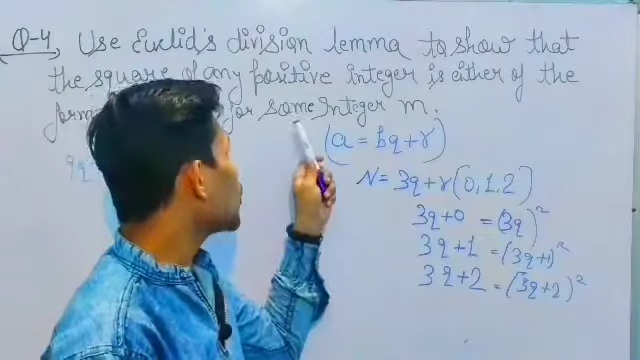 Q-4 Use Euclid's division lemma to show that
the square of any positive integer is either of the
form for some Integer m.
(a = bq+r)
9q
N = 3q+r(0,1,2)
3q+0 = (3q)²
3q+1 = (3q+1)²
3q+2 = (3q+2)²